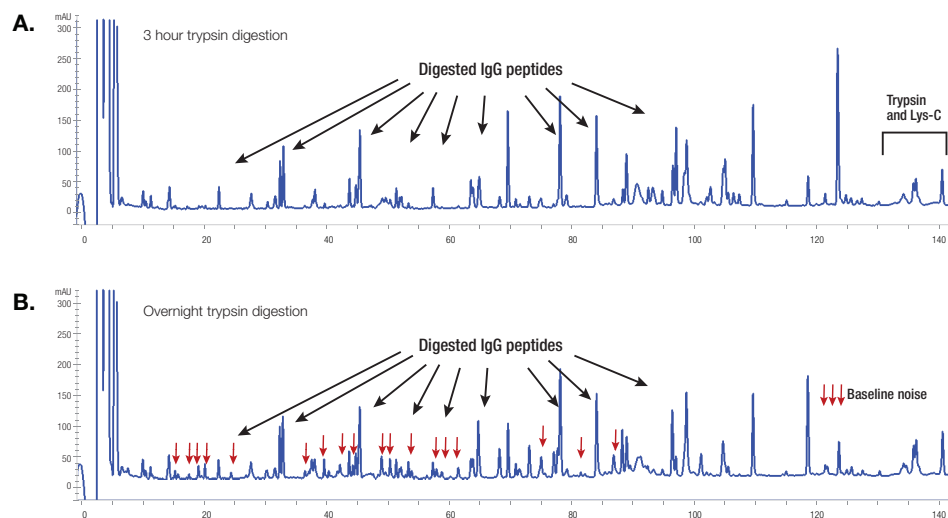 A.
mAU
3 hour trypsin digestion
300
250
200
150
100
50
0
Digested IgG peptides
Trypsin
and Lys-C
0 20 40 60 80 100 120 140
B.
mAU
Overnight trypsin digestion
300
250
200
150
100
50
0
Digested IgG peptides
Baseline noise
0 20 40 60 80 100 120 140